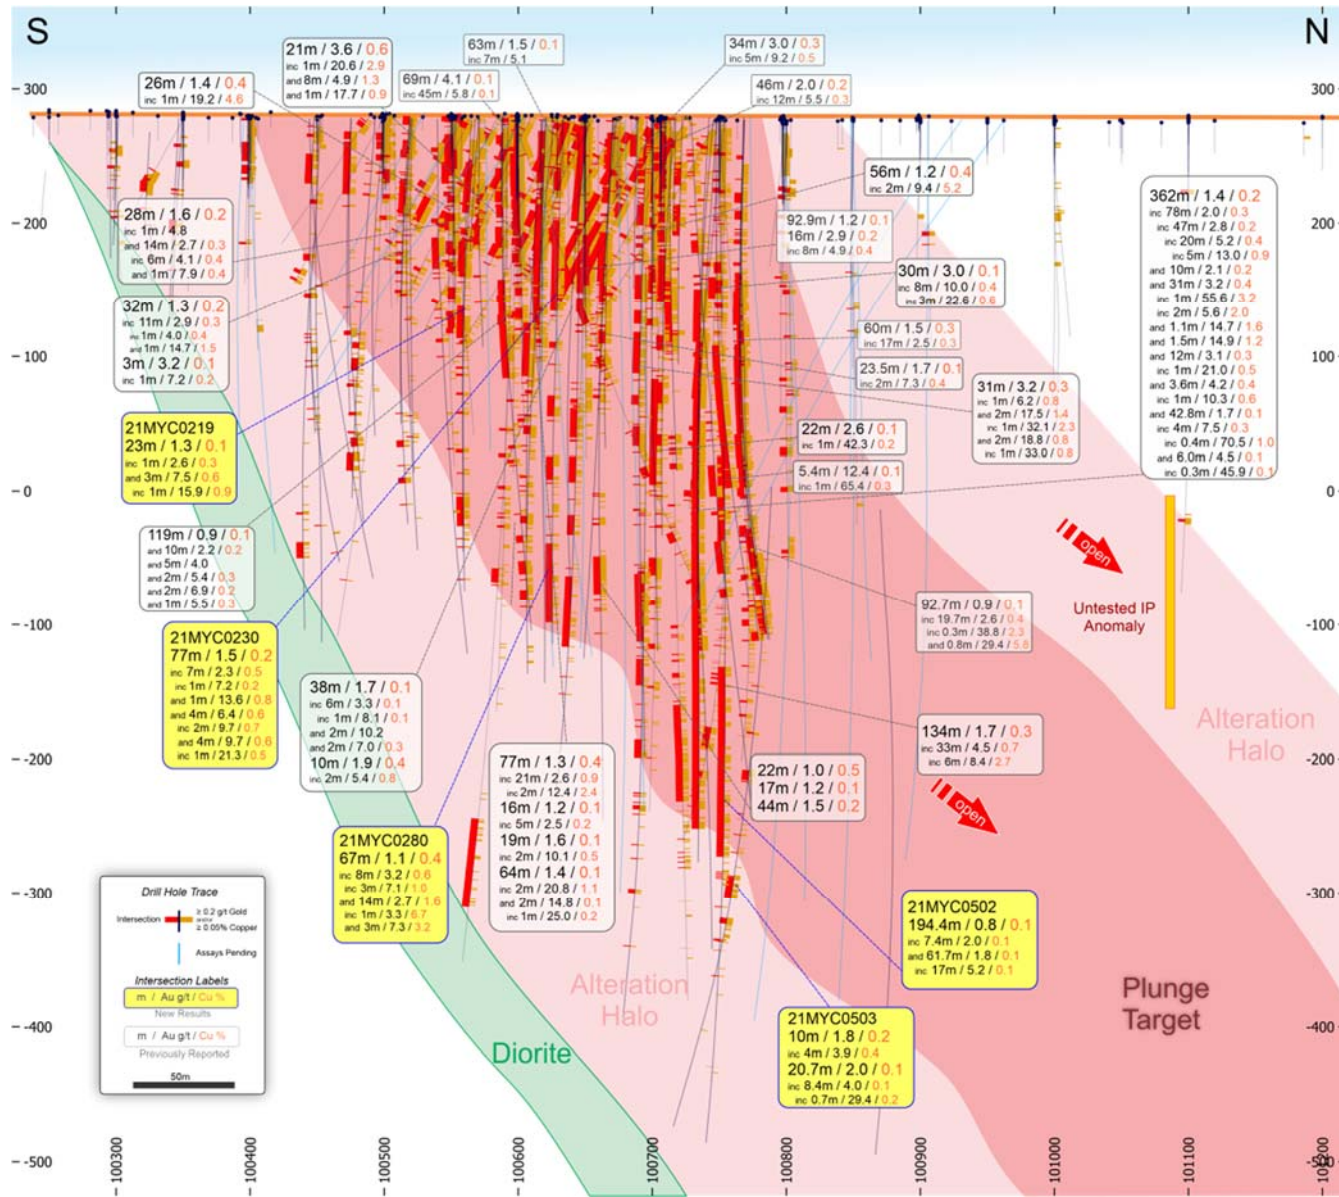 S
N
300
200
100
0
-100
-200
-300
-400
-500
300
200
100
0
-100
-200
-300
-400
-500
26m / 1.4 / 0.4
inc 1m / 19.2 / 4.6
21m / 3.6 / 0.6
inc 1m / 20.6 / 2.9
and 8m / 4.9 / 1.3
and 1m / 17.7 / 0.9
63m / 1.5 / 0.1
inc 7m / 5.1
69m / 4.1 / 0.1
inc 45m / 5.8 / 0.1
34m / 3.0 / 0.3
inc 5m / 9.2 / 0.5
46m / 2.0 / 0.2
inc 12m / 5.5 / 0.3
56m / 1.2 / 0.4
inc 2m / 9.4 / 5.2
92.9m / 1.2 / 0.1
16m / 2.9 / 0.2
inc 8m / 4.9 / 0.4
30m / 3.0 / 0.1
inc 8m / 10.0 / 0.4
inc 3m / 22.6 / 0.6
60m / 1.5 / 0.3
inc 17m / 2.5 / 0.3
23.5m / 1.7 / 0.1
inc 2m / 7.3 / 0.4
31m / 3.2 / 0.3
inc 1m / 6.2 / 0.8
and 2m / 17.5 / 1.4
inc 1m / 32.1 / 2.3
and 2m / 18.8 / 0.8
inc 1m / 33.0 / 0.8
362m / 1.4 / 0.2
inc 78m / 2.0 / 0.3
inc 47m / 2.8 / 0.2
inc 20m / 5.2 / 0.4
inc 5m / 13.0 / 0.9
and 10m / 2.1 / 0.2
and 31m / 3.2 / 0.4
inc 1m / 55.6 / 3.2
inc 2m / 5.6 / 2.0
and 1.1m / 14.7 / 1.6
and 1.5m / 14.9 / 1.2
and 12m / 3.1 / 0.3
inc 1m / 21.0 / 0.5
and 3.6m / 4.2 / 0.4
inc 1m / 10.3 / 0.6
and 42.8m / 1.7 / 0.1
inc 4m / 7.5 / 0.3
inc 0.4m / 70.5 / 1.0
and 6.0m / 4.5 / 0.1
inc 0.3m / 45.9 / 0.1
28m / 1.6 / 0.2
inc 1m / 4.8
and 14m / 2.7 / 0.3
inc 6m / 4.1 / 0.4
and 1m / 7.9 / 0.4
32m / 1.3 / 0.2
inc 11m / 2.9 / 0.3
inc 1m / 4.0 / 0.4
and 1m / 14.7 / 1.5
3m / 3.2 / 0.1
inc 1m / 7.2 / 0.2
21MYC0219
23m / 1.3 / 0.1
inc 1m / 2.6 / 0.3
and 3m / 7.5 / 0.6
inc 1m / 15.9 / 0.9
22m / 2.6 / 0.1
inc 1m / 42.3 / 0.2
5.4m / 12.4 / 0.1
inc 1m / 65.4 / 0.3
119m / 0.9 / 0.1
and 10m / 2.2 / 0.2
and 5m / 4.0
and 2m / 5.4 / 0.3
and 2m / 6.9 / 0.2
and 1m / 5.5 / 0.3
open
Untested IP
Anomaly
92.7m / 0.9 / 0.1
inc 19.7m / 2.6 / 0.4
inc 0.3m / 38.8 / 2.3
and 0.8m / 29.4 / 5.8
21MYC0230
77m / 1.5 / 0.2
inc 7m / 2.3 / 0.5
inc 1m / 7.2 / 0.2
and 1m / 13.6 / 0.8
and 4m / 6.4 / 0.6
inc 2m / 9.7 / 0.7
and 4m / 9.7 / 0.6
inc 1m / 21.3 / 0.5
38m / 1.7 / 0.1
inc 6m / 3.3 / 0.1
inc 1m / 8.1 / 0.1
and 2m / 10.2
and 2m / 7.0 / 0.3
10m / 1.9 / 0.4
inc 2m / 5.4 / 0.8
134m / 1.7 / 0.3
inc 33m / 4.5 / 0.7
inc 6m / 8.4 / 2.7
Alteration
Halo
77m / 1.3 / 0.4
inc 21m / 2.6 / 0.9
inc 2m / 12.4 / 2.4
16m / 1.2 / 0.1
inc 5m / 2.5 / 0.2
19m / 1.6 / 0.1
inc 2m / 10.1 / 0.5
64m / 1.4 / 0.1
inc 2m / 20.8 / 1.1
and 2m / 14.8 / 0.1
inc 1m / 25.0 / 0.2
22m / 1.0 / 0.5
17m / 1.2 / 0.1
44m / 1.5 / 0.2
open
21MYC0280
67m / 1.1 / 0.4
inc 8m / 3.2 / 0.6
inc 3m / 7.1 / 1.0
and 14m / 2.7 / 1.6
inc 1m / 3.3 / 6.7
and 3m / 7.3 / 3.2
21MYC0502
194.4m / 0.8 / 0.1
inc 7.4m / 2.0 / 0.1
and 61.7m / 1.8 / 0.1
inc 17m / 5.2 / 0.1
Drill Hole Trace
Intersection
≥ 0.2 g/t Gold
and/or
≥ 0.05% Copper
Assays Pending
Intersection Labels
m / Au g/t / Cu %
New Results
m / Au g/t / Cu %
Previously Reported
50m
Alteration
Halo
Plunge
Target
Diorite
21MYC0503
10m / 1.8 / 0.2
inc 4m / 3.9 / 0.4
20.7m / 2.0 / 0.1
inc 8.4m / 4.0 / 0.1
inc 0.7m / 29.4 / 0.2
100300
100400
100500
100600
100700
100800
100900
101000
101100
101200